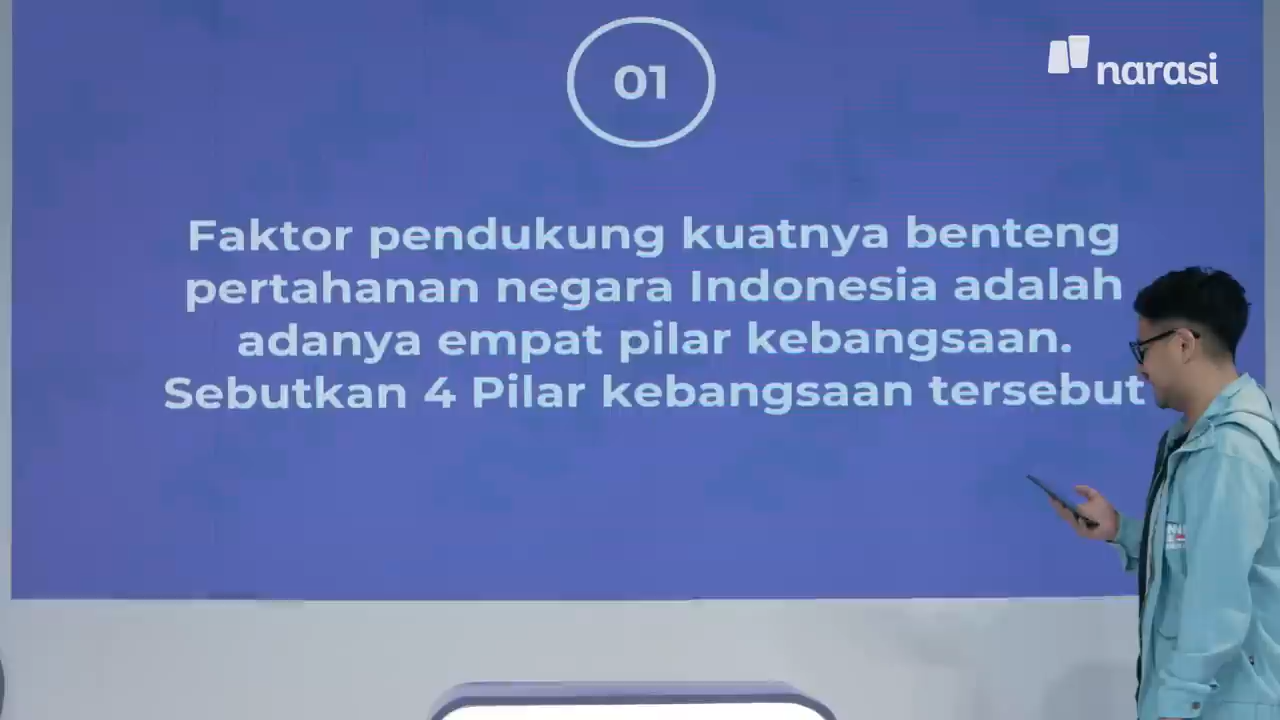 01
narasi
Faktor pendukung kuatnya benteng
pertahanan negara Indonesia adalah
adanya empat pilar kebangsaan.
Sebutkan 4 Pilar kebangsaan tersebut